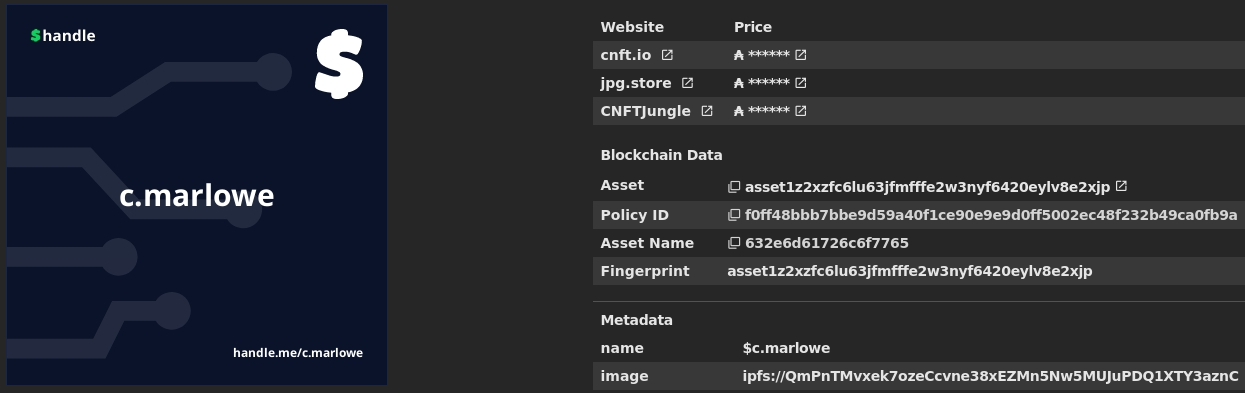 $handle
$
c.marlowe
handle.me/c.marlowe
Website Price
cnft.io ₳ ******
jpg.store ₳ ******
CNFTJungle ₳ ******
Blockchain Data
Asset asset1z2xzfc6lu63jfmfffe2w3nyf6420eylv8e2xjp
Policy ID f0ff48bbb7bbe9d59a40f1ce90e9e9d0ff5002ec48f232b49ca0fb9a
Asset Name 632e6d61726c6f7765
Fingerprint asset1z2xzfc6lu63jfmfffe2w3nyf6420eylv8e2xjp
Metadata
name $c.marlowe
image ipfs://QmPnTMvxek7ozeCcvne38xEZMn5Nw5MUJuPDQ1XTY3aznC